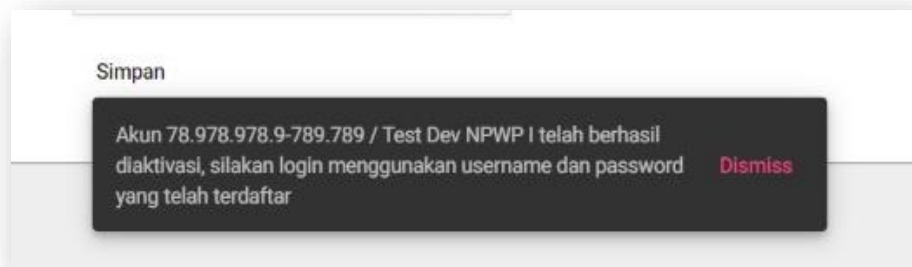 Simpan
Akun 78.978.978.9-789.789 / Test Dev NPWP I telah berhasil
diaktivasi, silakan login menggunakan username dan password
yang telah terdaftar
Dismiss